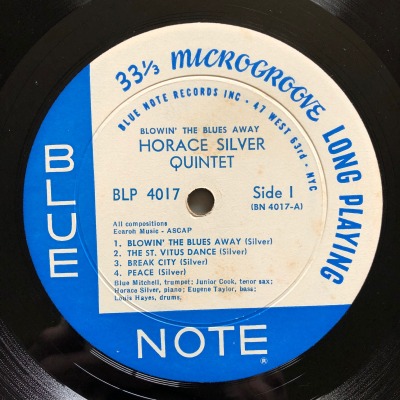 33⅓ MICROGROOVE LONG PLAYING
BLUE NOTE RECORDS INC · 47 WEST 63rd · NYC
BLOWIN' THE BLUES AWAY
HORACE SILVER
QUINTET
BLP 4017 Side 1
(BN 4017-A)
All compositions
Ecaroh Music - ASCAP
1. BLOWIN' THE BLUES AWAY (Silver)
2. THE ST. VITUS DANCE (Silver)
3. BREAK CITY (Silver)
4. PEACE (Silver)
Blue Mitchell, trumpet; Junior Cook, tenor sax;
Horace Silver, piano; Eugene Taylor, bass;
Louis Hayes, drums.
BLUE
NOTE
®